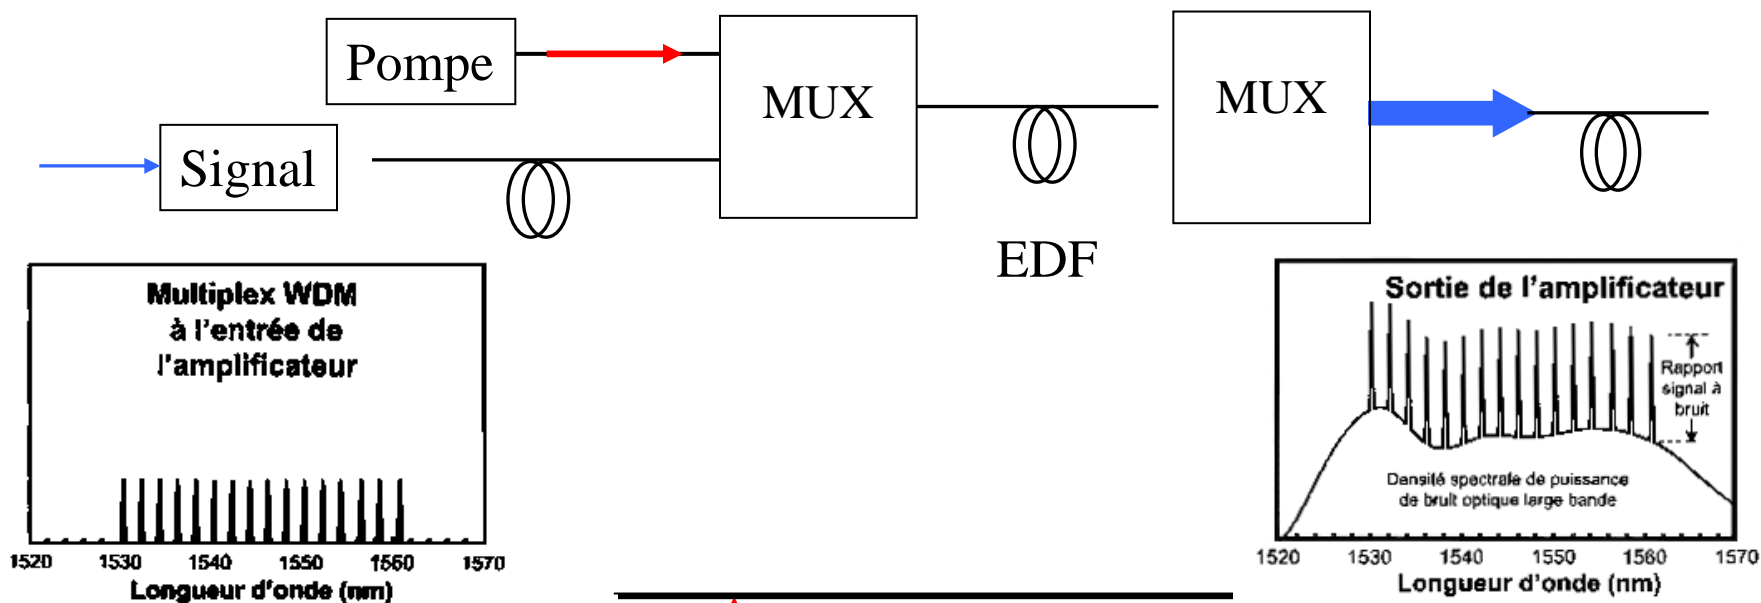 Pompe
MUX
MUX
Signal
EDF
Multiplex WDM
à l'entrée de
l'amplificateur
1520 1530 1540 1550 1560 1570
Longueur d'onde (nm)
Sortie de l'amplificateur
Rapport
signal à
bruit
Densité spectrale de puissance
de bruit optique large bande
1520 1530 1540 1550 1560 1570
Longueur d'onde (nm)